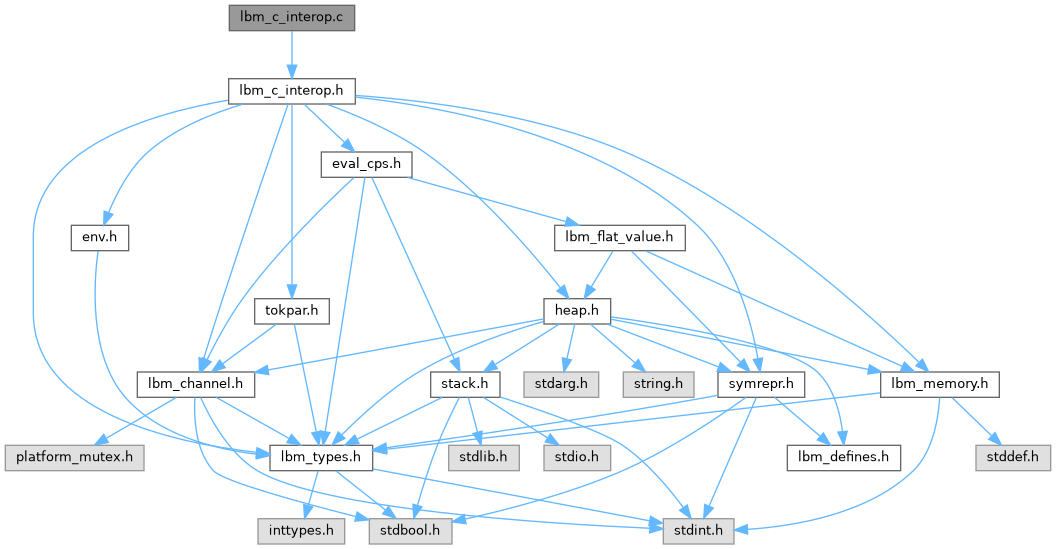 lbm_c_interop.c
lbm_c_interop.h
eval_cps.h
env.h
lbm_flat_value.h
tokpar.h
heap.h
lbm_channel.h
stack.h
stdarg.h
string.h
symrepr.h
lbm_memory.h
platform_mutex.h
lbm_types.h
stdlib.h
stdio.h
lbm_defines.h
stddef.h
inttypes.h
stdbool.h
stdint.h